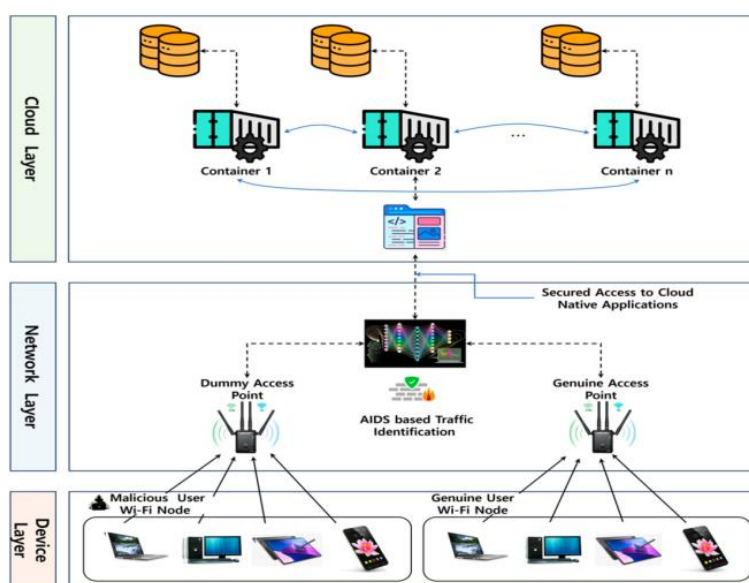 Cloud Layer
Container 1
Container 2
...
Container n
</>
Secured Access to Cloud
Native Applications
Network Layer
Dummy Access
Point
Genuine Access
Point
AIDS based Traffic
Identification
Device
Layer
Malicious User
Wi-Fi Node
Genuine User
Wi-Fi Node